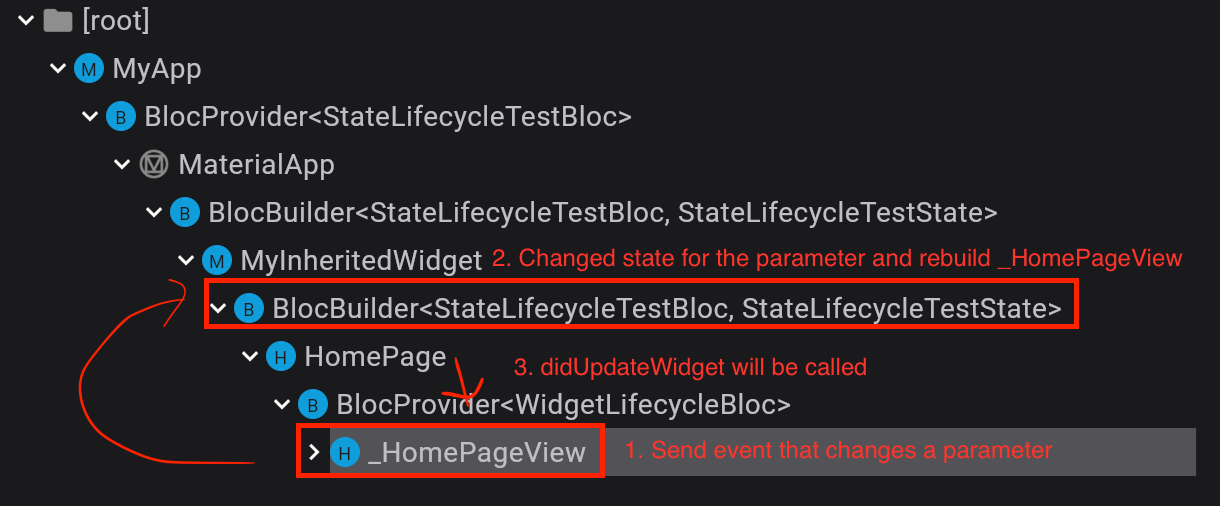 [root]
M MyApp
B BlocProvider<StateLifecycleTestBloc>
MaterialApp
B BlocBuilder<StateLifecycleTestBloc, StateLifecycleTestState>
M MyInheritedWidget 2. Changed state for the parameter and rebuild _HomePageView
B BlocBuilder<StateLifecycleTestBloc, StateLifecycleTestState>
H HomePage
3. didUpdateWidget will be called
B BlocProvider<WidgetLifecycleBloc>
H _HomePageView 1. Send event that changes a parameter